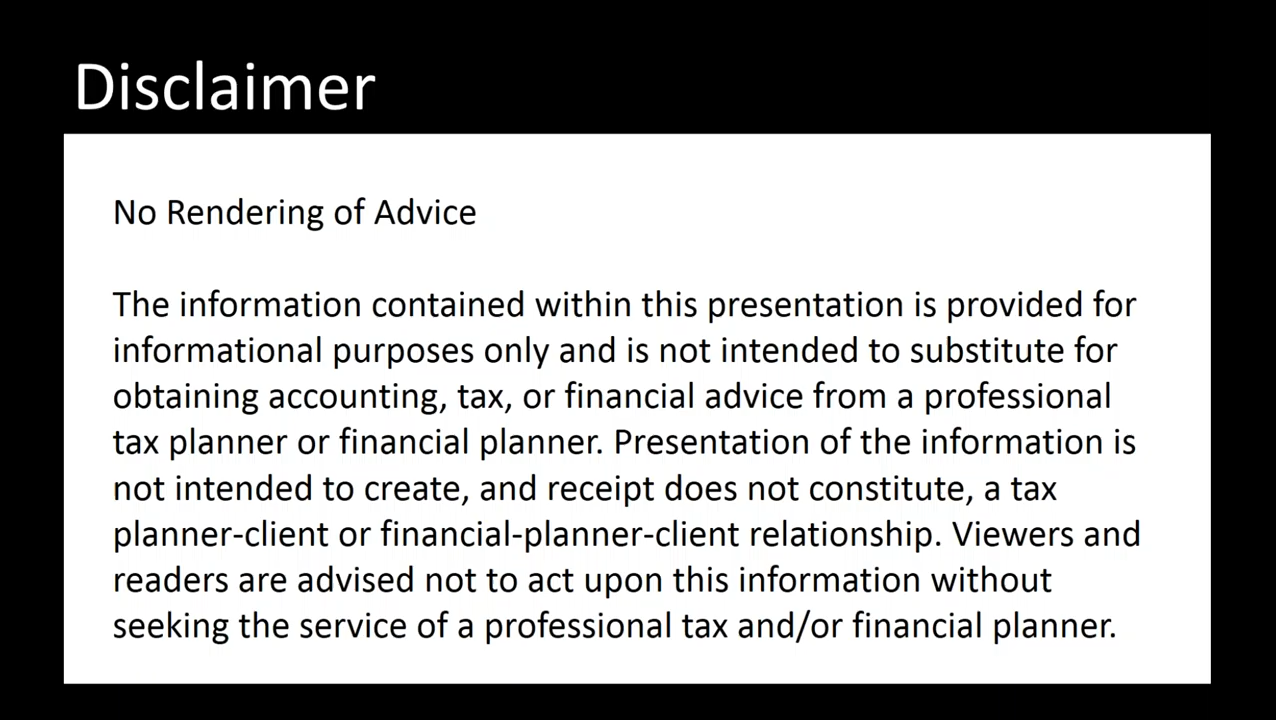 Disclaimer
No Rendering of Advice
The information contained within this presentation is provided for
informational purposes only and is not intended to substitute for
obtaining accounting, tax, or financial advice from a professional
tax planner or financial planner. Presentation of the information is
not intended to create, and receipt does not constitute, a tax
planner-client or financial-planner-client relationship. Viewers and
readers are advised not to act upon this information without
seeking the service of a professional tax and/or financial planner.